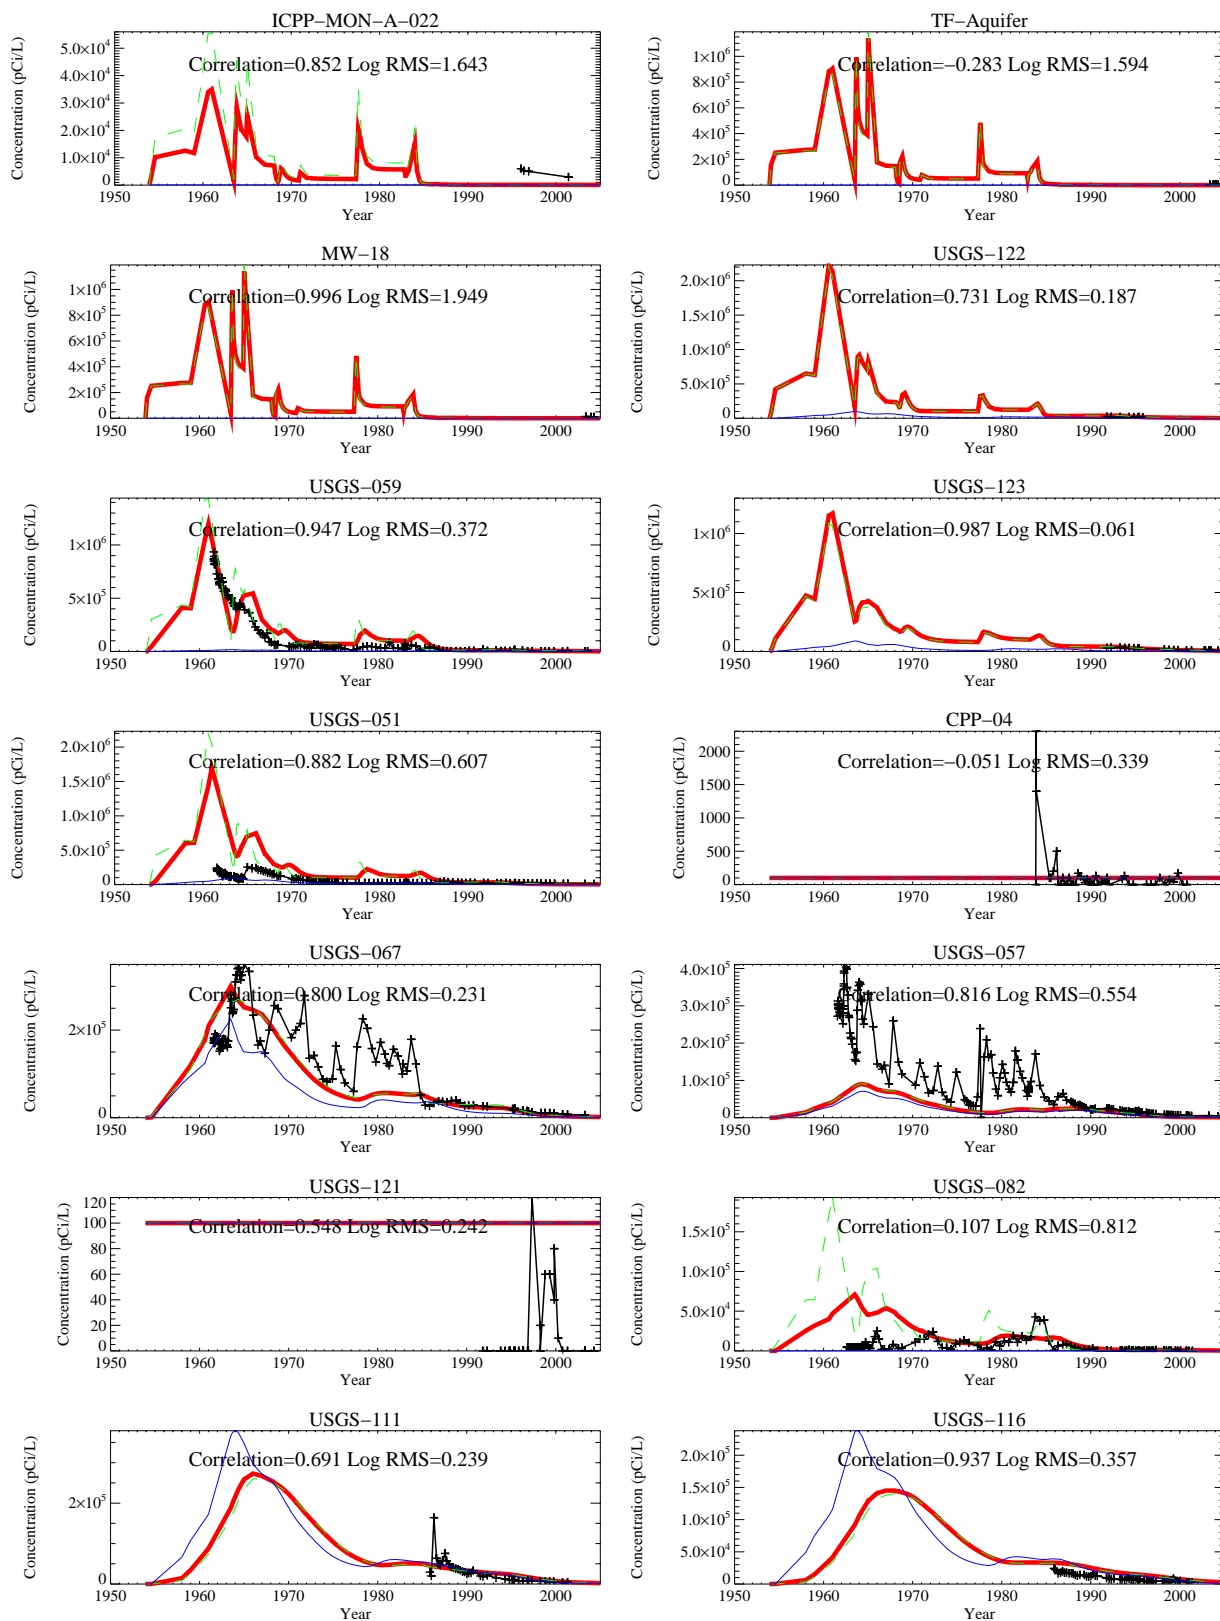 ICPP−MON−A−022
Correlation=0.852 Log RMS=1.643
Concentration (pCi/L)
5.0×10⁴
4.0×10⁴
3.0×10⁴
2.0×10⁴
1.0×10⁴
0
1950 1960 1970 1980 1990 2000
Year
TF−Aquifer
Correlation=−0.283 Log RMS=1.594
Concentration (pCi/L)
1×10⁶
8×10⁵
6×10⁵
4×10⁵
2×10⁵
0
1950 1960 1970 1980 1990 2000
Year
MW−18
Correlation=0.996 Log RMS=1.949
Concentration (pCi/L)
1×10⁶
8×10⁵
6×10⁵
4×10⁵
2×10⁵
0
1950 1960 1970 1980 1990 2000
Year
USGS−122
Correlation=0.731 Log RMS=0.187
Concentration (pCi/L)
2.0×10⁶
1.5×10⁶
1.0×10⁶
5.0×10⁵
0
1950 1960 1970 1980 1990 2000
Year
USGS−059
Correlation=0.947 Log RMS=0.372
Concentration (pCi/L)
1×10⁶
5×10⁵
0
1950 1960 1970 1980 1990 2000
Year
USGS−123
Correlation=0.987 Log RMS=0.061
Concentration (pCi/L)
1×10⁶
5×10⁵
0
1950 1960 1970 1980 1990 2000
Year
USGS−051
Correlation=0.882 Log RMS=0.607
Concentration (pCi/L)
2.0×10⁶
1.5×10⁶
1.0×10⁶
5.0×10⁵
0
1950 1960 1970 1980 1990 2000
Year
CPP−04
Correlation=−0.051 Log RMS=0.339
Concentration (pCi/L)
2000
1500
1000
500
0
1950 1960 1970 1980 1990 2000
Year
USGS−067
Correlation=0.800 Log RMS=0.231
Concentration (pCi/L)
2×10⁵
0
1950 1960 1970 1980 1990 2000
Year
USGS−057
Correlation=0.816 Log RMS=0.554
Concentration (pCi/L)
4.0×10⁵
3.0×10⁵
2.0×10⁵
1.0×10⁵
0
1950 1960 1970 1980 1990 2000
Year
USGS−121
Correlation=0.548 Log RMS=0.242
Concentration (pCi/L)
120
100
80
60
40
20
0
1950 1960 1970 1980 1990 2000
Year
USGS−082
Correlation=0.107 Log RMS=0.812
Concentration (pCi/L)
1.5×10⁵
1.0×10⁵
5.0×10⁴
0
1950 1960 1970 1980 1990 2000
Year
USGS−111
Correlation=0.691 Log RMS=0.239
Concentration (pCi/L)
2×10⁵
0
1950 1960 1970 1980 1990 2000
Year
USGS−116
Correlation=0.937 Log RMS=0.357
Concentration (pCi/L)
2.0×10⁵
1.5×10⁵
1.0×10⁵
5.0×10⁴
0
1950 1960 1970 1980 1990 2000
Year